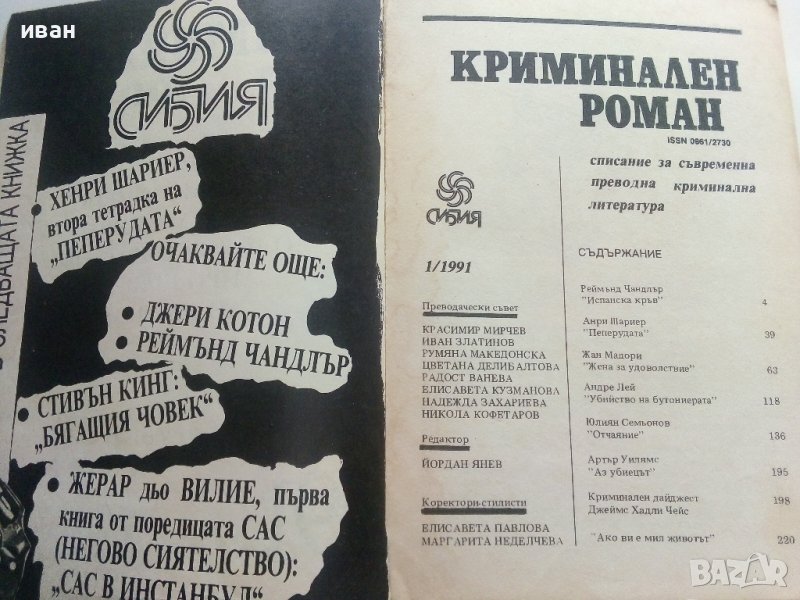 иван
СИБИЯ
СЛЕДВАЩАТА КНИЖКА
• ХЕНРИ ШАРИЕР,
втора тетрадка на
„ПЕПЕРУДАТА“
ОЧАКВАЙТЕ ОЩЕ:
• ДЖЕРИ КОТОН
• РЕЙМЪНД ЧАНДЛЪР
• СТИВЪН КИНГ:
„БЯГАЩИЯ ЧОВЕК“
• ЖЕРАР дьо ВИЛИЕ, първа
книга от поредицата САС
(НЕГОВО СИЯТЕЛСТВО):
„САС В ИНСТАНБУЛ“
КРИМИНАЛЕН
РОМАН
ISSN 0861/2730
списание за съвременна
преводна криминална
литература
СИБИЯ
1/1991
Преводачески съвет
КРАСИМИР МИРЧЕВ
ИВАН ЗЛАТИНОВ
РУМЯНА МАКЕДОНСКА
ЦВЕТАНА ДЕЛИБАЛТОВА
РАДОСТ ВАНЕВА
ЕЛИСАВЕТА КУЗМАНОВА
НАДЕЖДА ЗАХАРИЕВА
НИКОЛА КОФЕТАРОВ
Редактор
ЙОРДАН ЯНЕВ
Коректори-стилисти
ЕЛИСАВЕТА ПАВЛОВА
МАРГАРИТА НЕДЕЛЧЕВА
СЪДЪРЖАНИЕ
Реймънд Чандлър
"Испанска кръв" 4
Анри Шариер
"Пеперудата" 39
Жан Мадори
"Жена за удоволствие" 63
Андре Лей
"Убийство на бутониерата" 118
Юлиян Семьонов
"Отчаяние" 136
Артър Уилямс
"Аз убиецът" 195
Криминален дайджест 198
Джеймс Хадли Чейс
"Ако ви е мил животът" 220
BAZAR